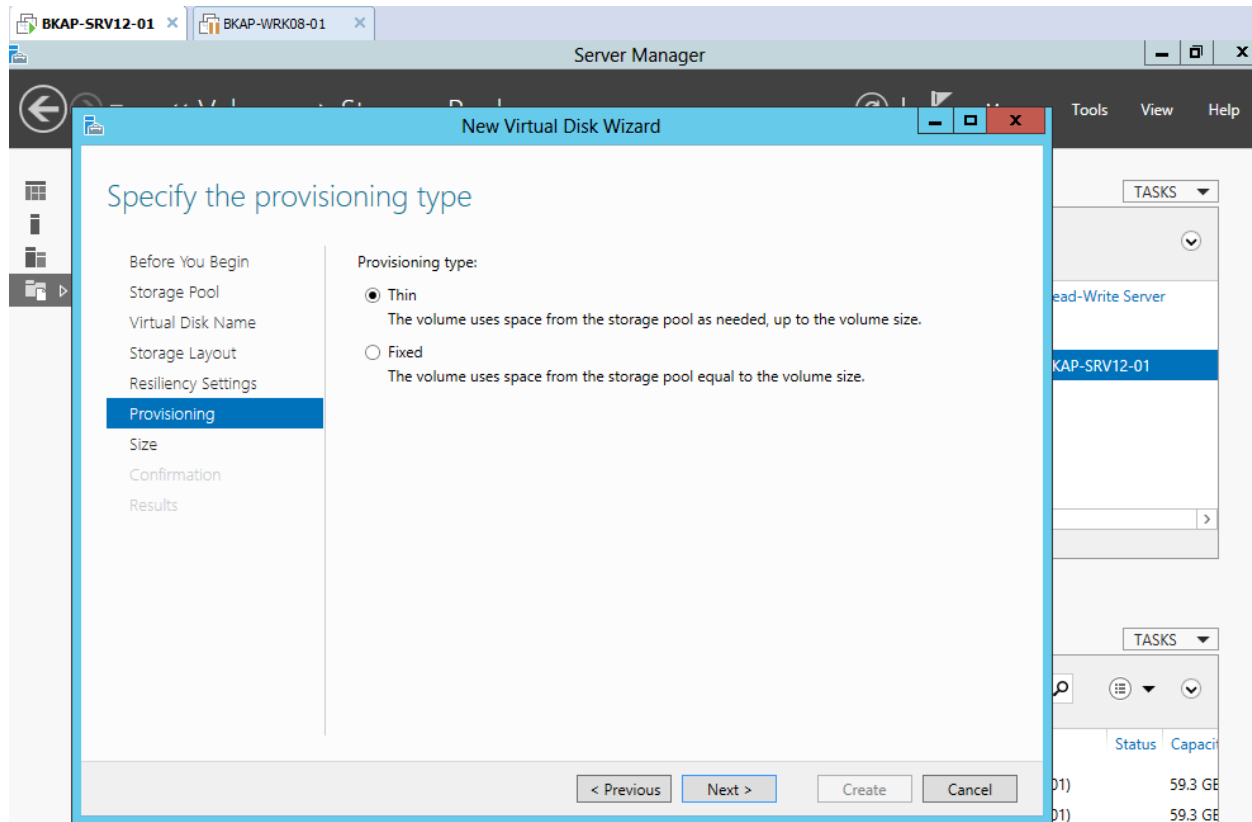 BKAP-SRV12-01
BKAP-WRK08-01
Server Manager
Tools View Help
New Virtual Disk Wizard
Specify the provisioning type
Before You Begin
Storage Pool
Virtual Disk Name
Storage Layout
Resiliency Settings
Provisioning
Size
Confirmation
Results
Provisioning type:
Thin
The volume uses space from the storage pool as needed, up to the volume size.
Fixed
The volume uses space from the storage pool equal to the volume size.
< Previous
Next >
Create
Cancel
TASKS
ead-Write Server
KAP-SRV12-01
TASKS
Status Capacit
01) 59.3 GE
01) 59.3 GE